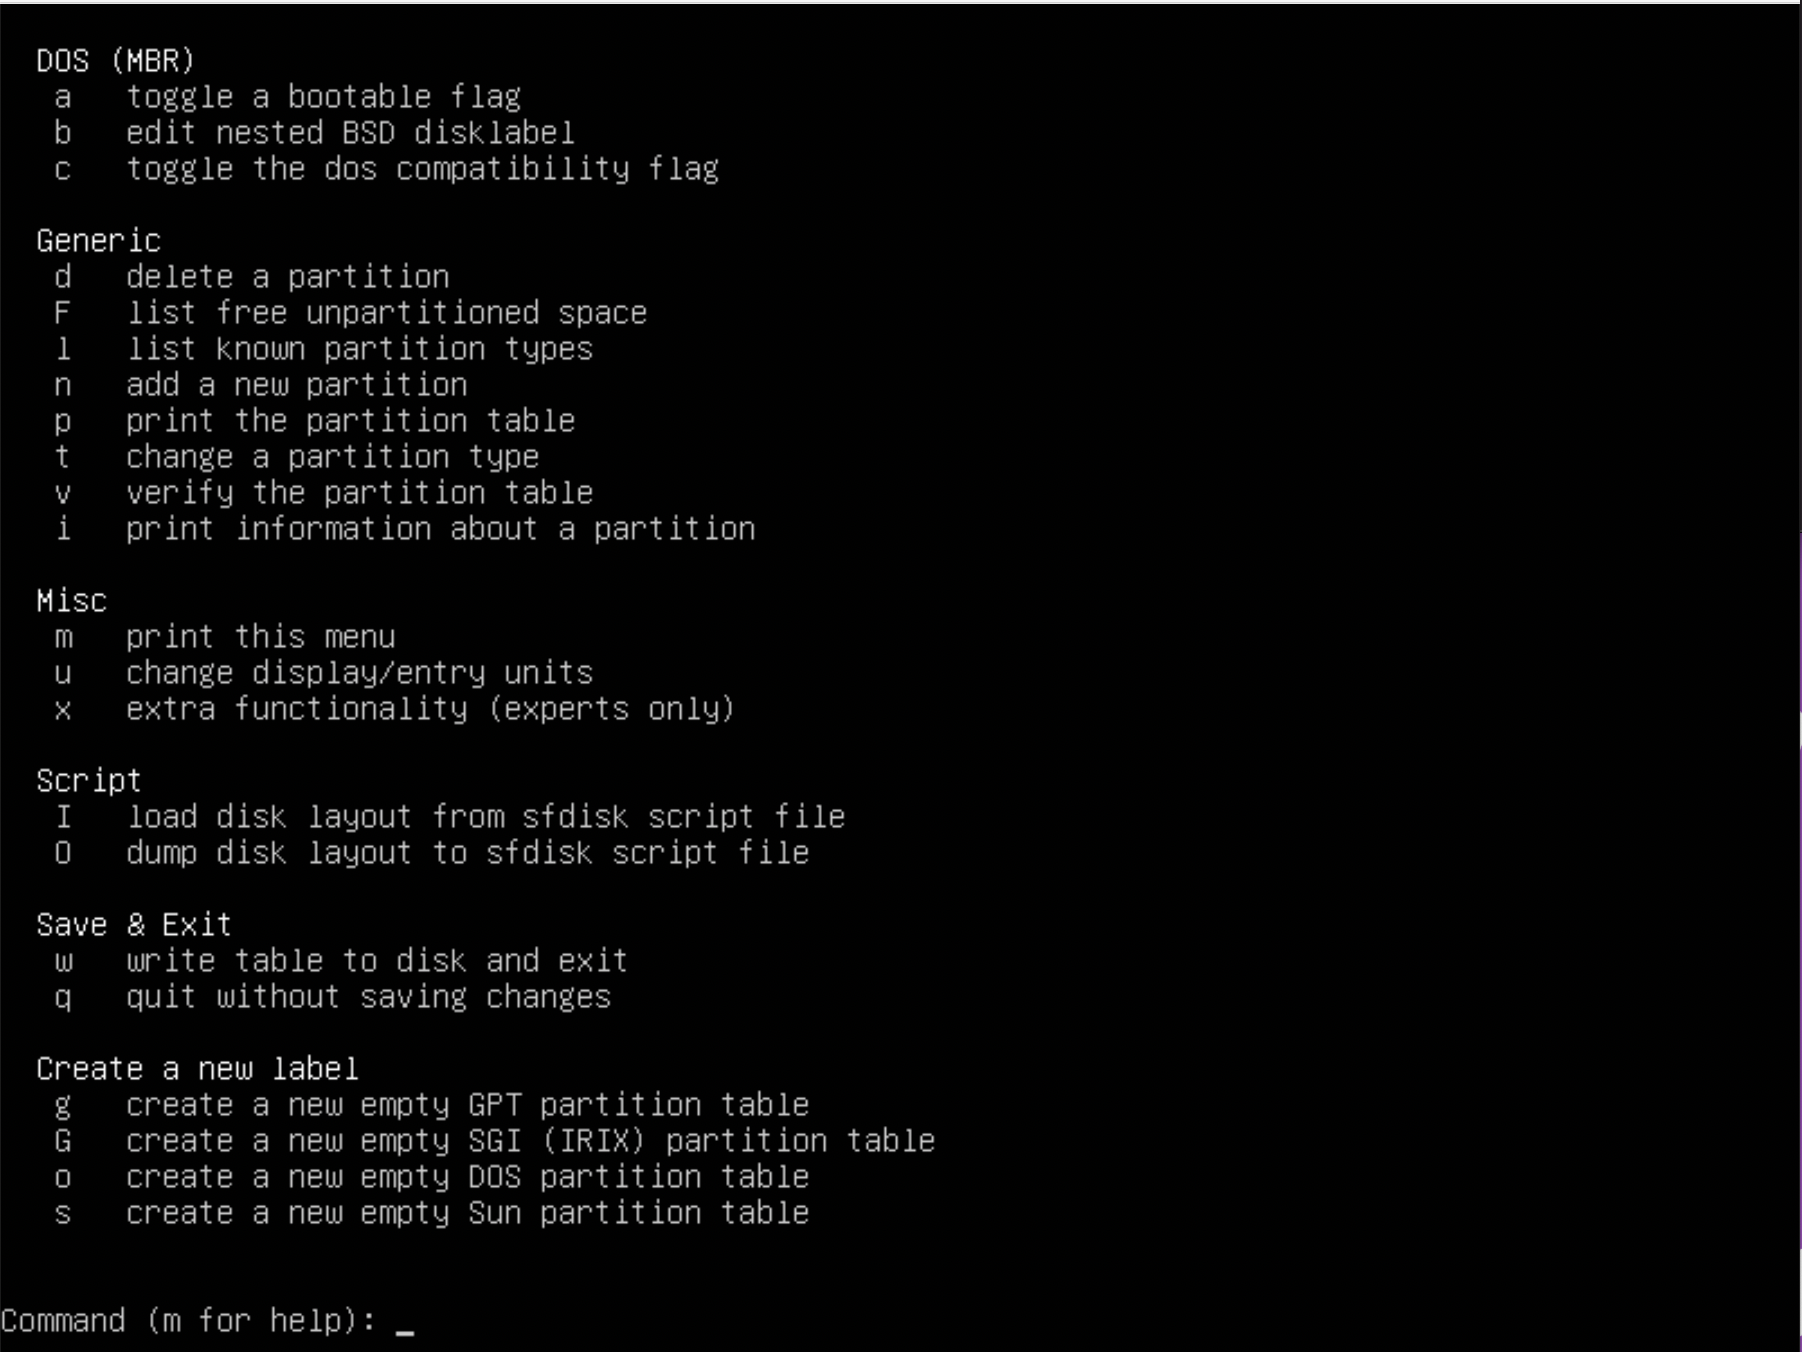 DOS (MBR)
a toggle a bootable flag
b edit nested BSD disklabel
c toggle the dos compatibility flag
Generic
d delete a partition
F list free unpartitioned space
l list known partition types
n add a new partition
p print the partition table
t change a partition type
v verify the partition table
i print information about a partition
Misc
m print this menu
u change display/entry units
x extra functionality (experts only)
Script
I load disk layout from sfdisk script file
O dump disk layout to sfdisk script file
Save & Exit
w write table to disk and exit
q quit without saving changes
Create a new label
g create a new empty GPT partition table
G create a new empty SGI (IRIX) partition table
o create a new empty DOS partition table
s create a new empty Sun partition table
Command (m for help): _